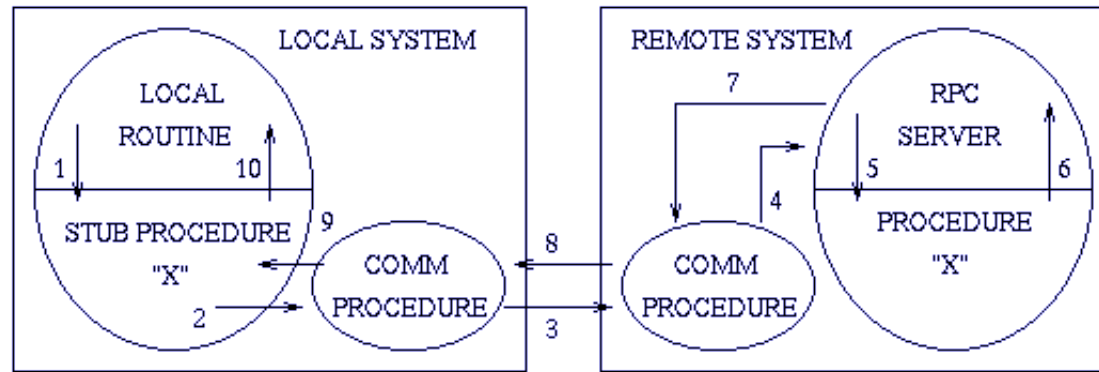 LOCAL SYSTEM
REMOTE SYSTEM
LOCAL
ROUTINE
1
10
STUB PROCEDURE
"X"
9
2
COMM
PROCEDURE
8
3
7
4
COMM
PROCEDURE
RPC
SERVER
5
6
PROCEDURE
"X"